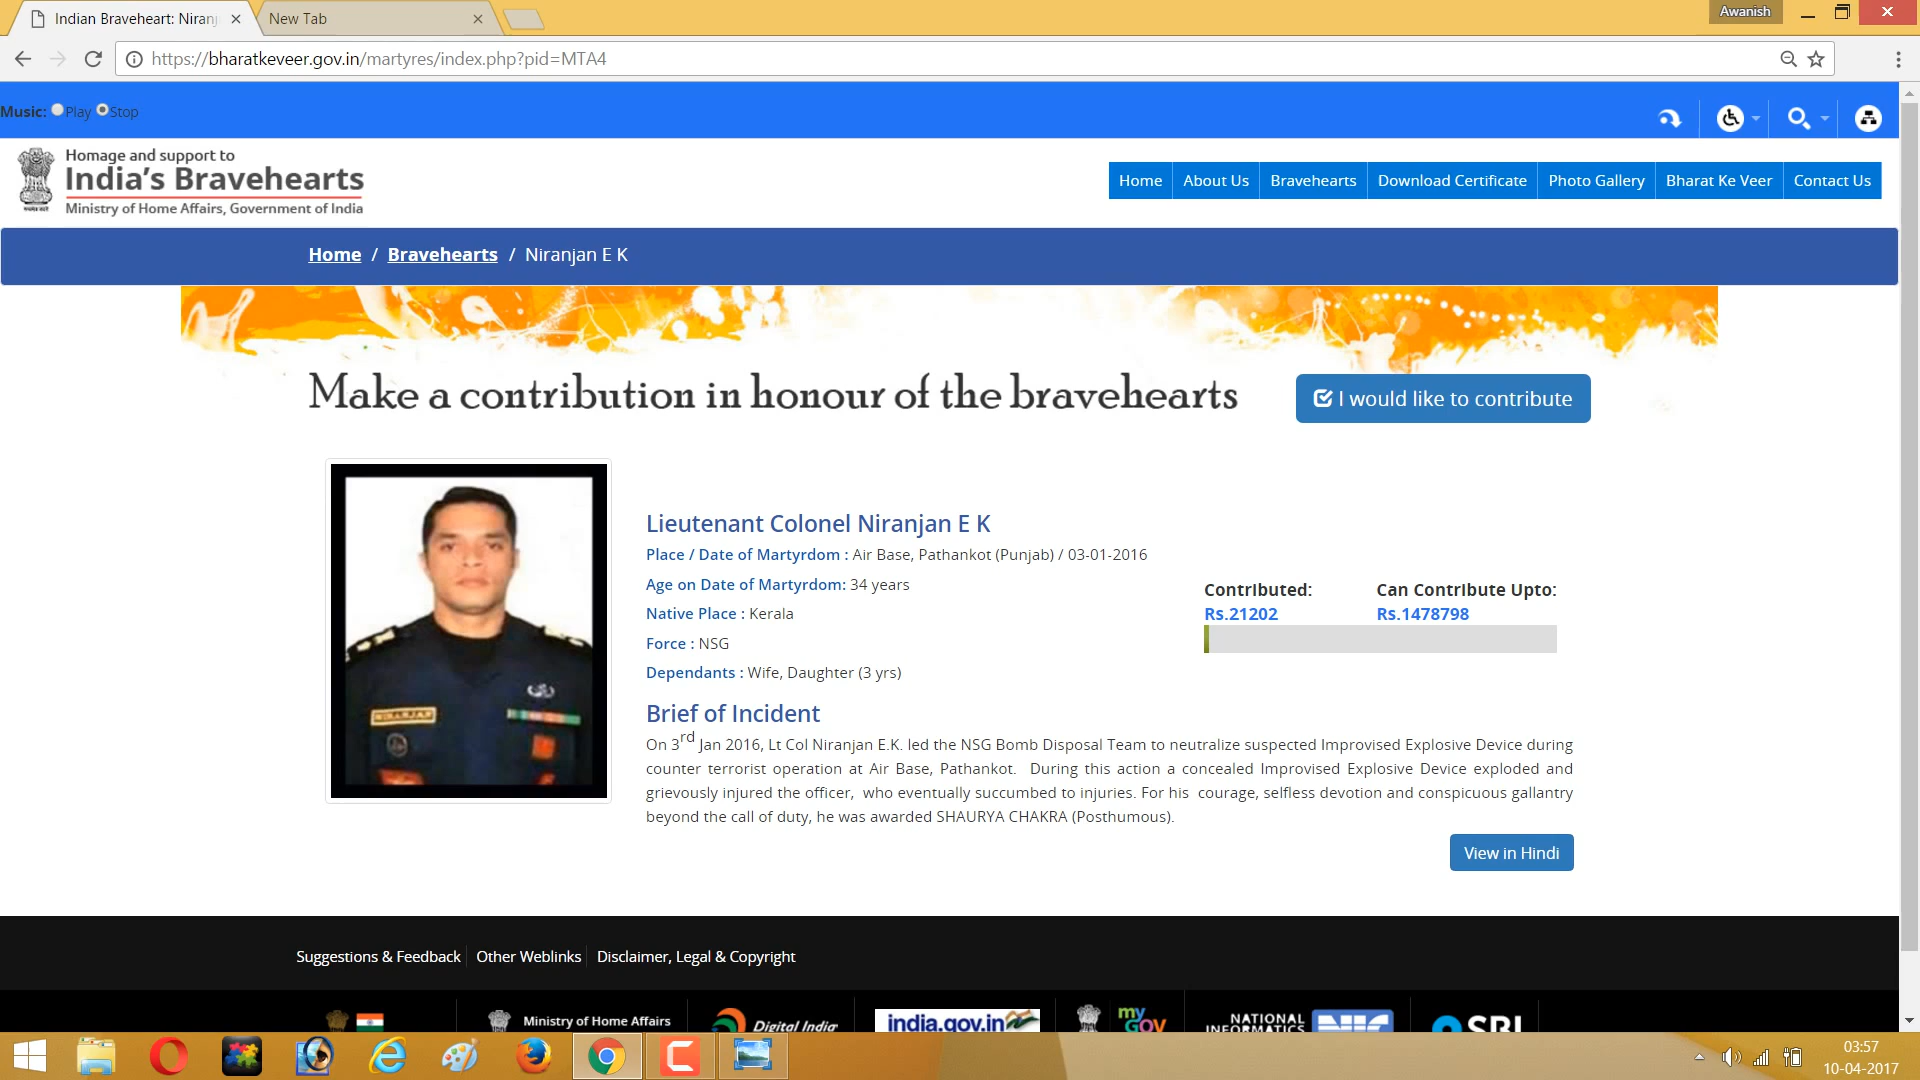 Indian Braveheart: Niranj
New Tab
Awanish
https://bharatkeveer.gov.in/martyres/index.php?pid=MTA4
Music: Play Stop
Homage and support to
India's Bravehearts
Ministry of Home Affairs, Government of India
Home About Us Bravehearts Download Certificate Photo Gallery Bharat Ke Veer Contact Us
Home / Bravehearts / Niranjan E K
Make a contribution in honour of the bravehearts
I would like to contribute
Lieutenant Colonel Niranjan E K
Place / Date of Martyrdom : Air Base, Pathankot (Punjab) / 03-01-2016
Age on Date of Martyrdom: 34 years
Native Place : Kerala
Force : NSG
Dependants : Wife, Daughter (3 yrs)
Contributed: Can Contribute Upto:
Rs.21202 Rs.1478798
NIRANJAN
Brief of Incident
On 3rd Jan 2016, Lt Col Niranjan E.K. led the NSG Bomb Disposal Team to neutralize suspected Improvised Explosive Device during
counter terrorist operation at Air Base, Pathankot. During this action a concealed Improvised Explosive Device exploded and
grievously injured the officer, who eventually succumbed to injuries. For his courage, selfless devotion and conspicuous gallantry
beyond the call of duty, he was awarded SHAURYA CHAKRA (Posthumous).
View in Hindi
Suggestions & Feedback Other Weblinks Disclaimer, Legal & Copyright
Ministry of Home Affairs
Digital India
india.gov.in
my
GOV
NATIONAL
INFORMATICS
NIC
SBI
03:57
10-04-2017